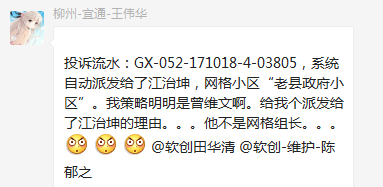 柳州-宣通-王伟华
投诉流水：GX-052-171018-4-03805，系统
自动派发给了江治坤，网格小区“老县政府小
区”。我策略明明是曾维文啊。给我个派发给
了江治坤的理由。。。他不是网格组长。。。
@软创田华清 @软创-维护-陈
郁之